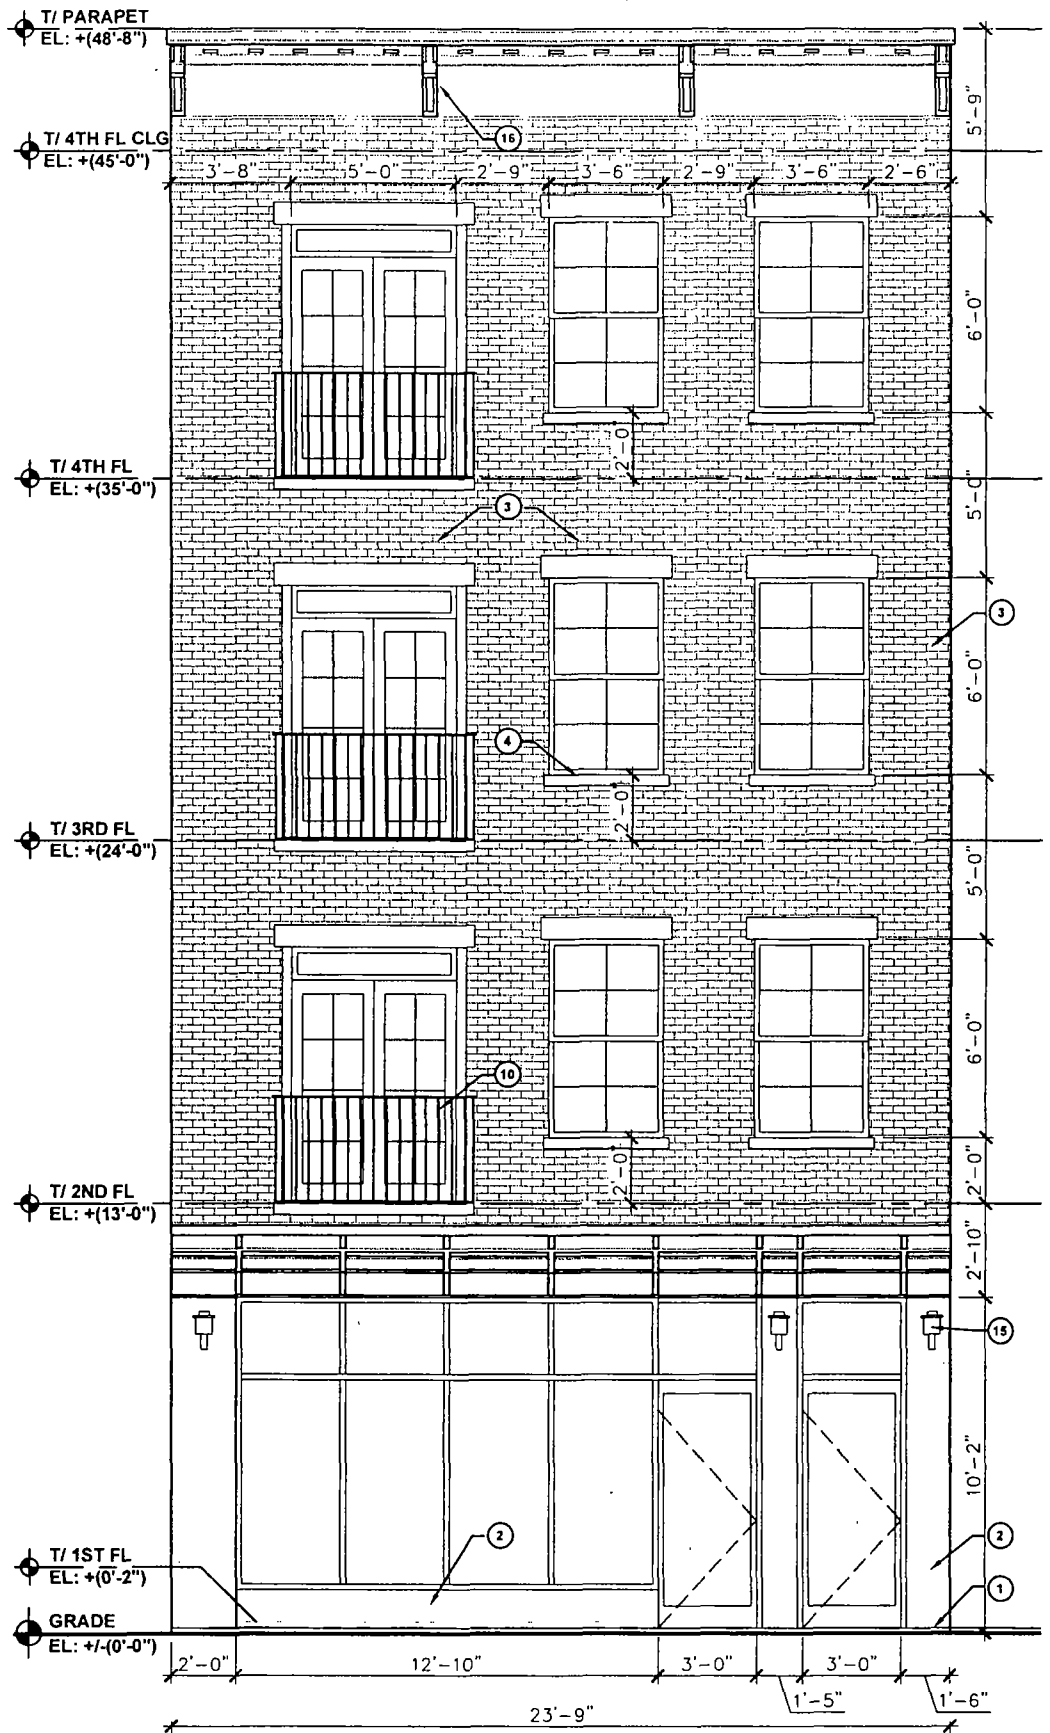 T/ PARAPET
EL: +(48'-8")
5'-9"
16
T/ 4TH FL CLG
EL: +(45'-0")
3'-8"
5'-0"
2'-9"
3'-6"
2'-9"
3'-6"
2'-6"
6'-0"
2'-0"
T/ 4TH FL
EL: +(35'-0")
5'-0"
3
3
6'-0"
4
2'-0"
T/ 3RD FL
EL: +(24'-0")
5'-0"
6'-0"
10
2'-0"
2'-0"
T/ 2ND FL
EL: +(13'-0")
2'-10"
15
10'-2"
2
2
T/ 1ST FL
EL: +(0'-2")
1
GRADE
EL: +/-(0'-0")
2'-0"
12'-10"
3'-0"
3'-0"
1'-5"
1'-6"
23'-9"